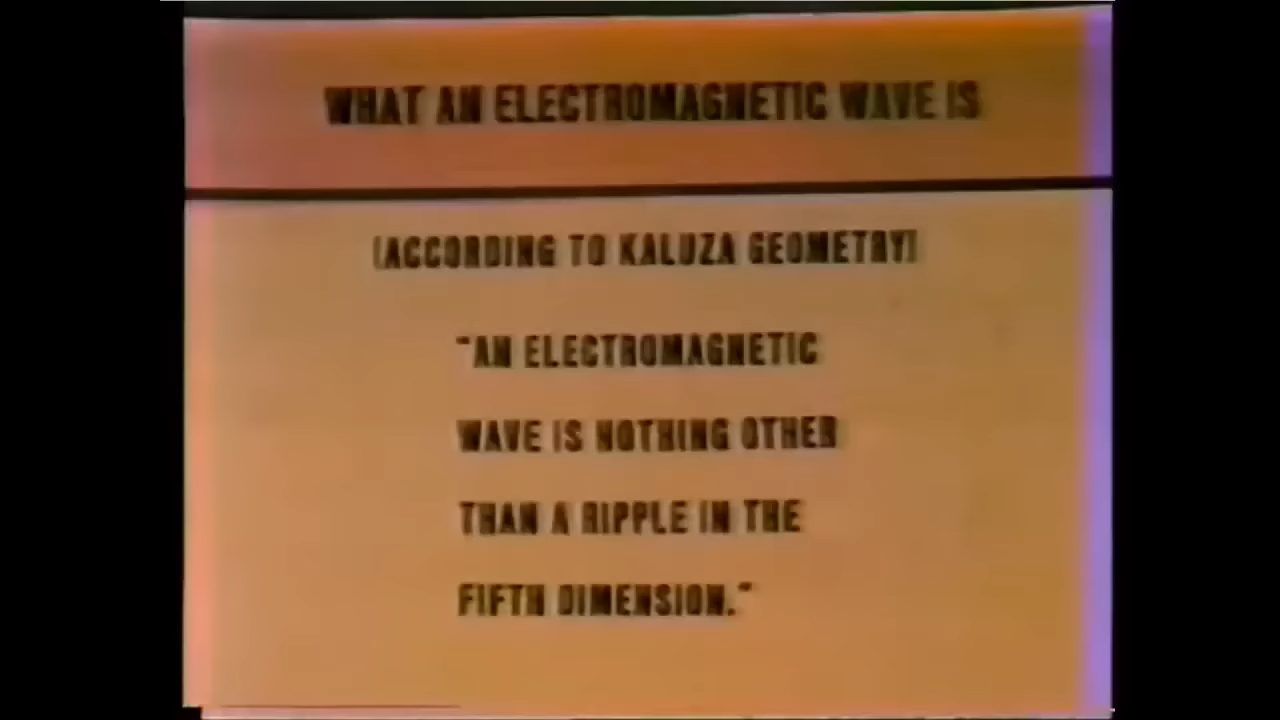 WHAT AN ELECTROMAGNETIC WAVE IS
(ACCORDING TO KALUZA GEOMETRY)
"AN ELECTROMAGNETIC
WAVE IS NOTHING OTHER
THAN A RIPPLE IN THE
FIFTH DIMENSION."